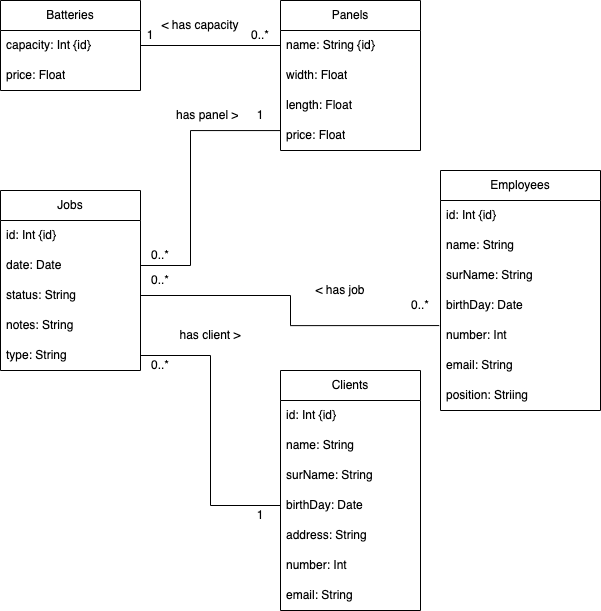 Batteries
capacity: Int {id}
price: Float
1
< has capacity
0..*
Panels
name: String {id}
width: Float
length: Float
price: Float
has panel >
1
Jobs
id: Int {id}
date: Date
status: String
notes: String
type: String
0..*
0..*
< has job
0..*
has client >
0..*
1
Employees
id: Int {id}
name: String
surName: String
birthDay: Date
number: Int
email: String
position: Striing
Clients
id: Int {id}
name: String
surName: String
birthDay: Date
address: String
number: Int
email: String